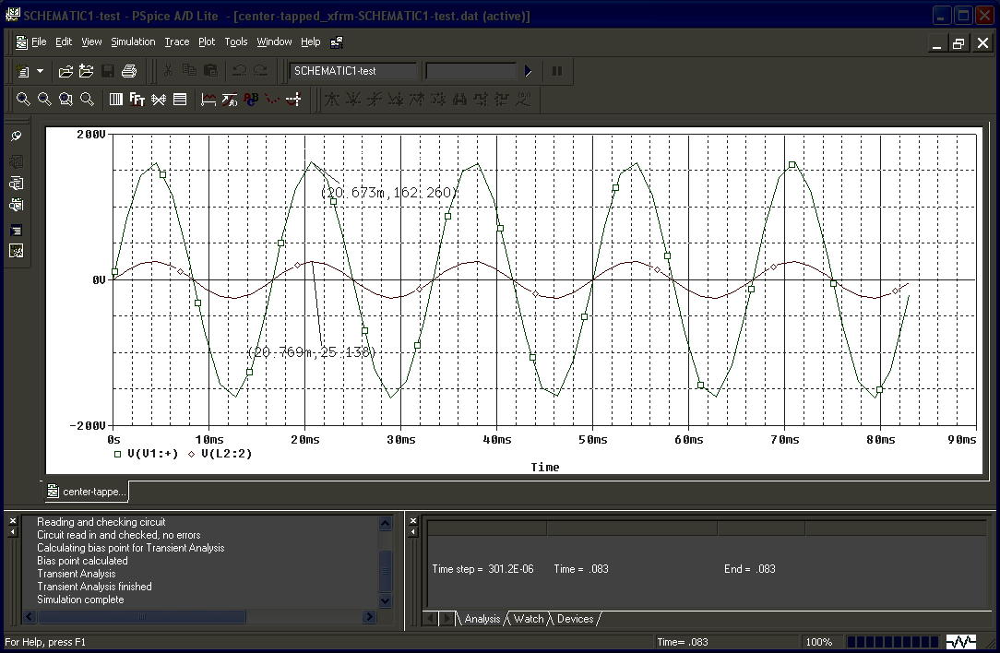 SCHEMATIC1-test - PSpice A/D Lite - [center-tapped_xfrm-SCHEMATIC1-test.dat (active)]
File Edit View Simulation Trace Plot Tools Window Help
SCHEMATIC1-test
200V
(20.673m,162.260)
0V
(20.769m,25.138)
-200V
0s 10ms 20ms 30ms 40ms 50ms 60ms 70ms 80ms 90ms
V(V1:+) V(L2:2)
Time
center-tappe...
Reading and checking circuit
Circuit read in and checked, no errors
Calculating bias point for Transient Analysis
Bias point calculated
Transient Analysis
Transient Analysis finished
Simulation complete
Time step = 301.2E-06 Time = .083 End = .083
Analysis Watch Devices
For Help, press F1 Time= .083 100%